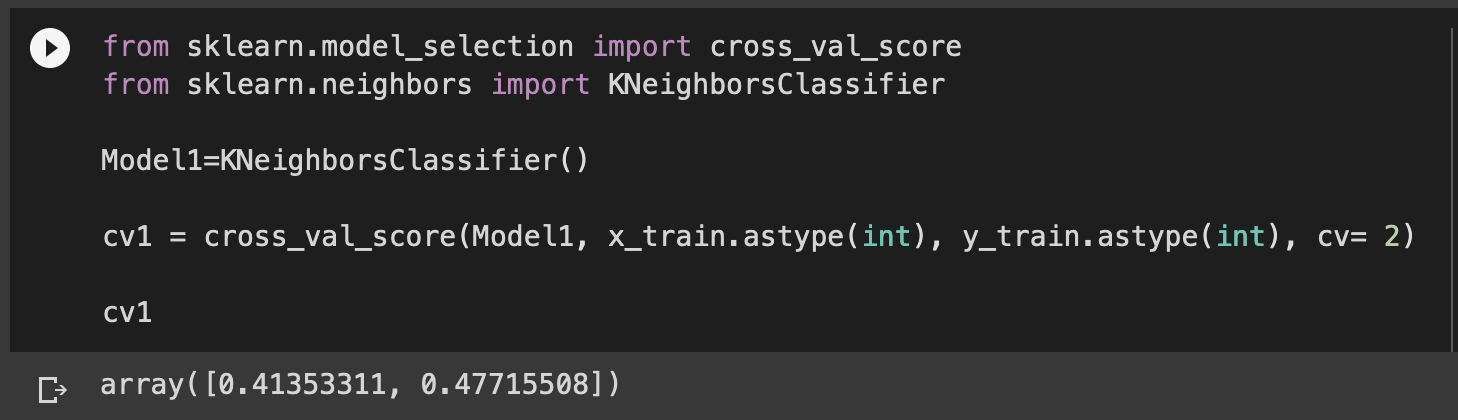 from sklearn.model_selection import cross_val_score
from sklearn.neighbors import KNeighborsClassifier
Model1=KNeighborsClassifier()
cv1 = cross_val_score(Model1, x_train.astype(int), y_train.astype(int), cv= 2)
cv1
array([0.41353311, 0.47715508])